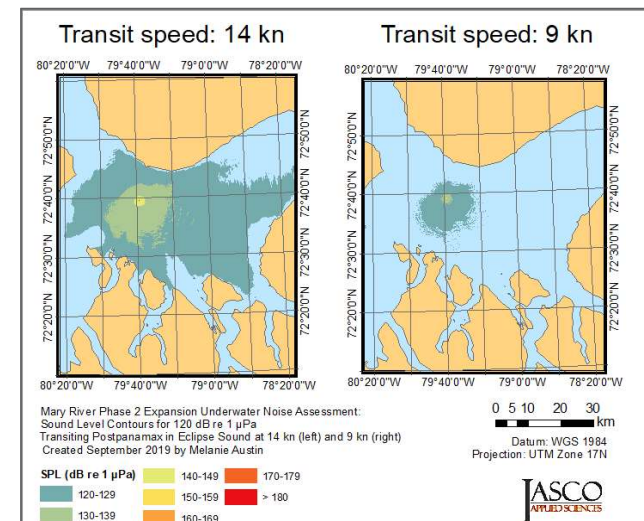 Transit speed: 14 kn
Transit speed: 9 kn
80°20'0"W 79°40'0"W 79°0'0"W 78°20'0"W
80°20'0"W 79°40'0"W 79°0'0"W 78°20'0"W
72°50'0"N
72°40'0"N
72°30'0"N
72°20'0"N
72°50'0"N
72°40'0"N
72°30'0"N
72°20'0"N
72°50'0"N
72°40'0"N
72°30'0"N
72°20'0"N
72°50'0"N
72°40'0"N
72°30'0"N
72°20'0"N
80°20'0"W 79°40'0"W 79°0'0"W 78°20'0"W
80°20'0"W 79°40'0"W 79°0'0"W 78°20'0"W
Mary River Phase 2 Expansion Underwater Noise Assessment:
Sound Level Contours for 120 dB re 1 µPa
Transiting Postpanamax in Eclipse Sound at 14 kn (left) and 9 kn (right)
Created September 2019 by Melanie Austin
0 5 10 20 30
km
Datum: WGS 1984
Projection: UTM Zone 17N
SPL (dB re 1 µPa)
120-129
130-139
140-149
150-159
160-169
170-179
> 180
JASCO
APPLIED SCIENCES